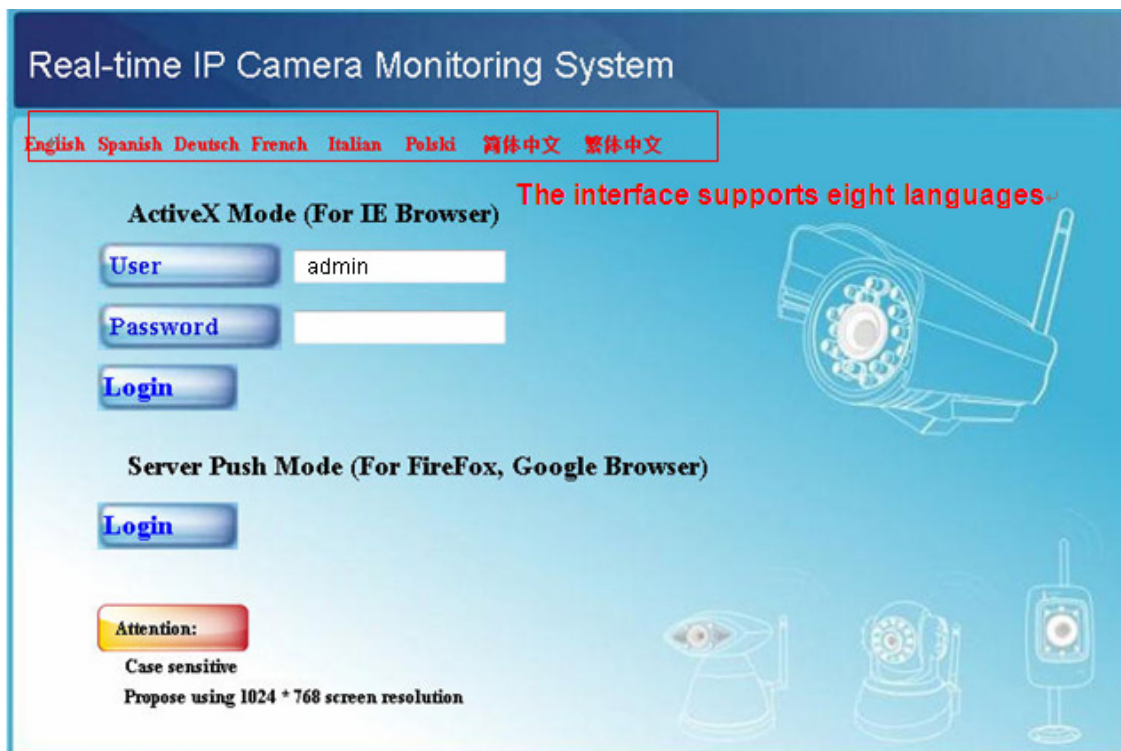 Real-time IP Camera Monitoring System
English Spanish Deutsch French Italian Polski 简体中文 繁体中文
The interface supports eight languages
ActiveX Mode (For IE Browser)
User admin
Password
Login
Server Push Mode (For FireFox, Google Browser)
Login
Attention:
Case sensitive
Propose using 1024 * 768 screen resolution